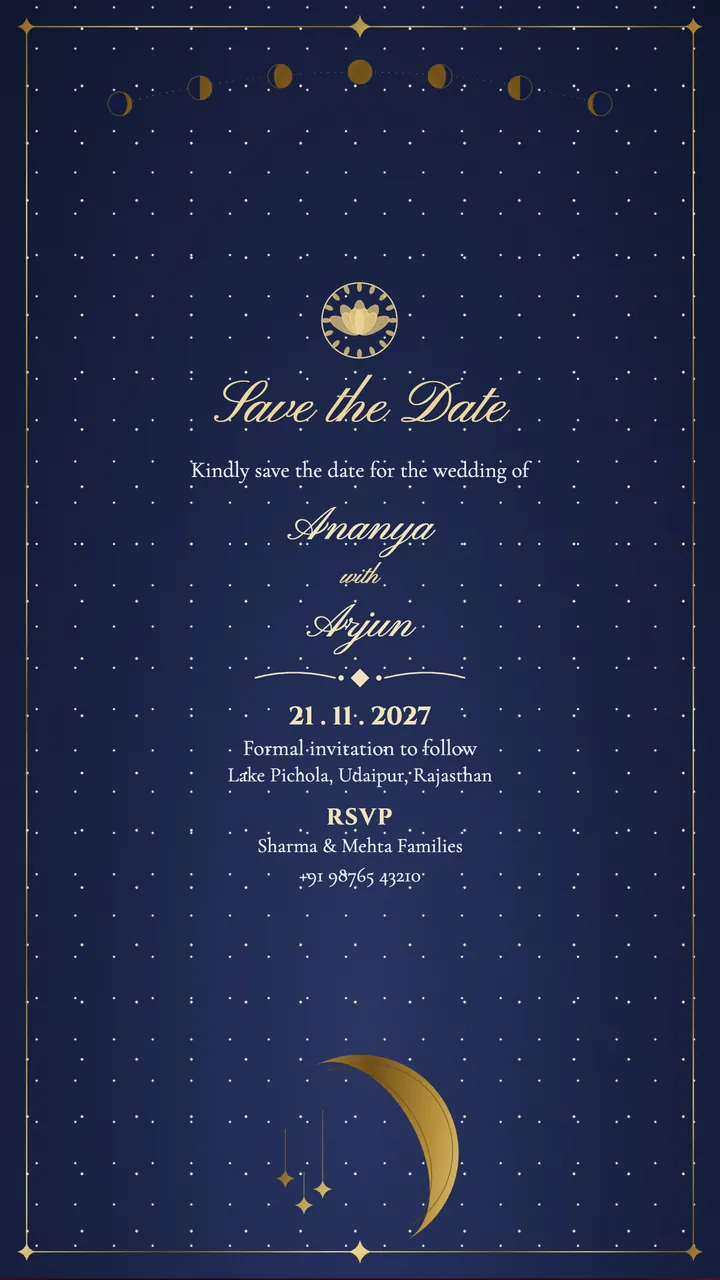 Save the Date
Kindly save the date for the wedding of
Ananya
with
Arjun
21 . 11 . 2027
Formal invitation to follow
Lake Pichola, Udaipur, Rajasthan
RSVP
Sharma & Mehta Families
+91 98765 43210